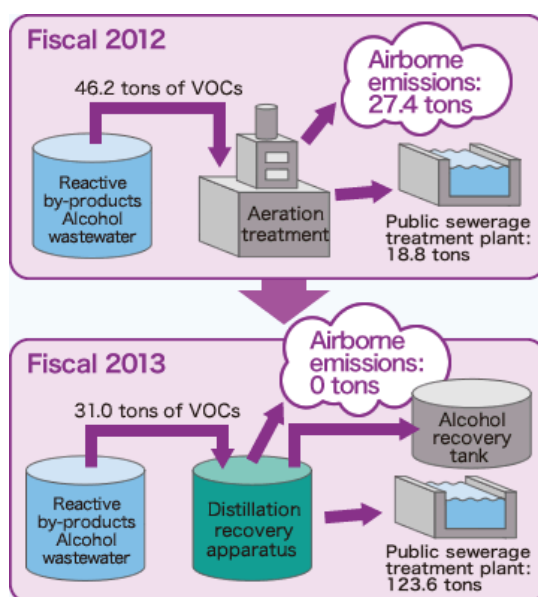 Fiscal 2012
46.2 tons of VOCs
Airborne
emissions:
27.4 tons
Reactive
by-products
Alcohol
wastewater
Aeration
treatment
Public sewerage
treatment plant:
18.8 tons
Fiscal 2013
31.0 tons of VOCs
Airborne
emissions:
0 tons
Alcohol
recovery
tank
Reactive
by-products
Alcohol
wastewater
Distillation
recovery
apparatus
Public sewerage
treatment plant:
123.6 tons